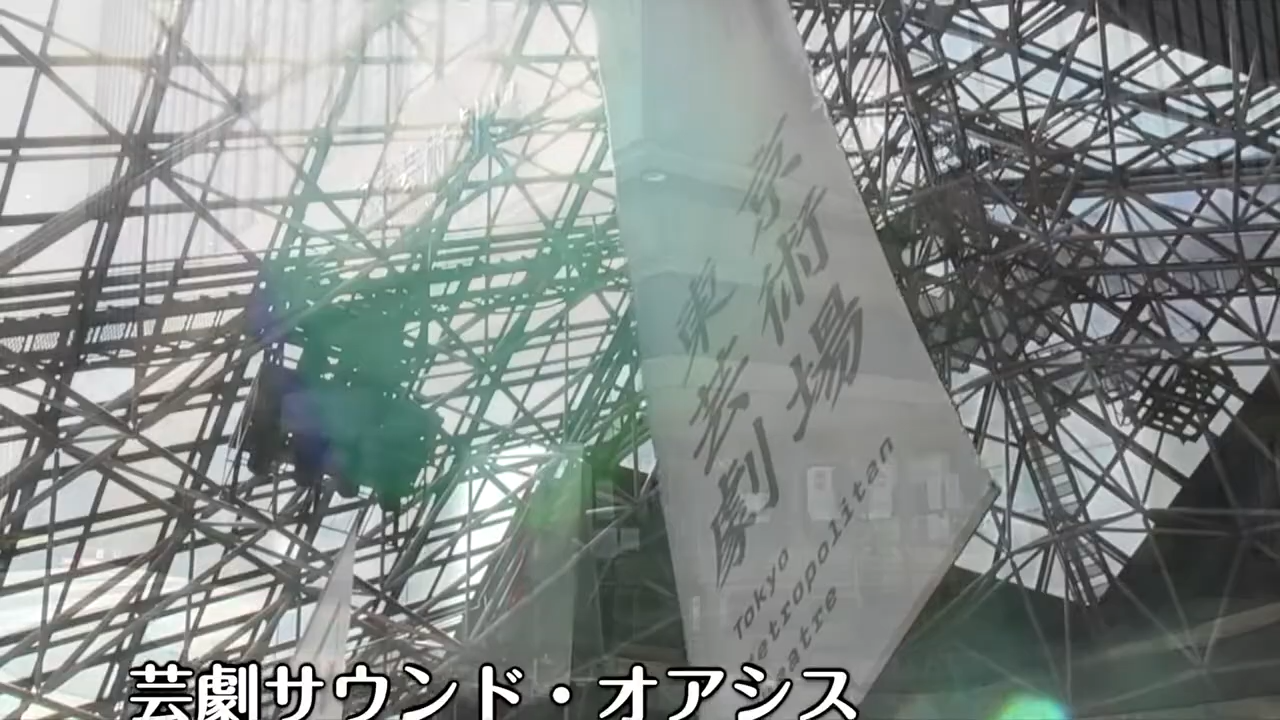 東京
芸術
劇場
Tokyo
Metropolitan
Theatre
芸劇サウンド・オアシス